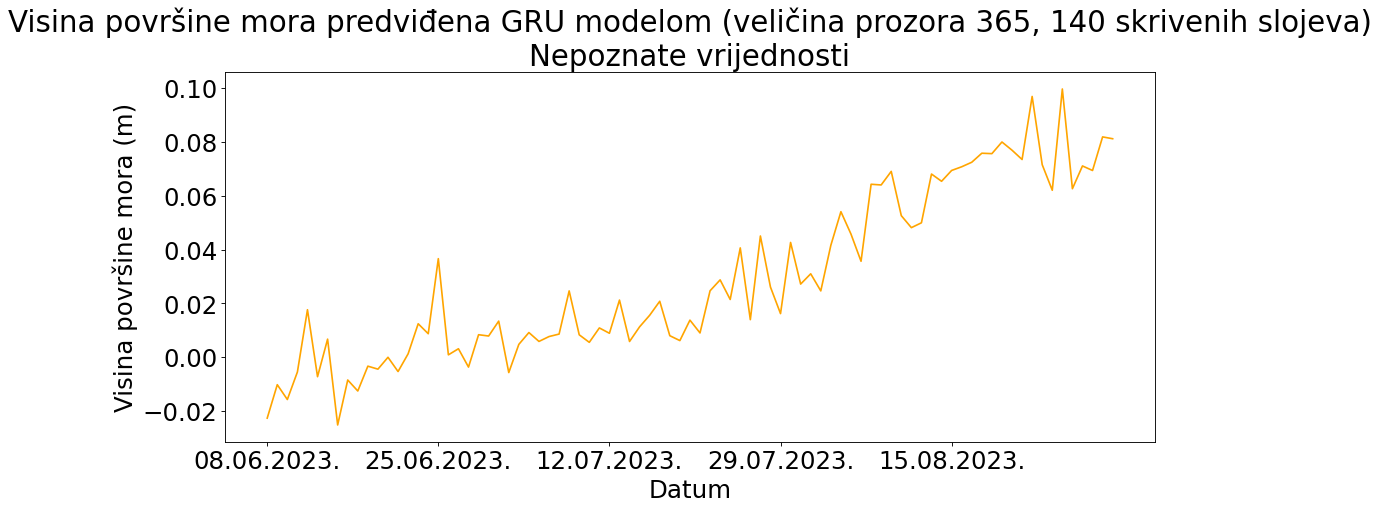 Visina površine mora predviđena GRU modelom (veličina prozora 365, 140 skrivenih slojeva)
Nepoznate vrijednosti
Visina površine mora (m)
0.10
0.08
0.06
0.04
0.02
0.00
−0.02
08.06.2023. 25.06.2023. 12.07.2023. 29.07.2023. 15.08.2023.
Datum